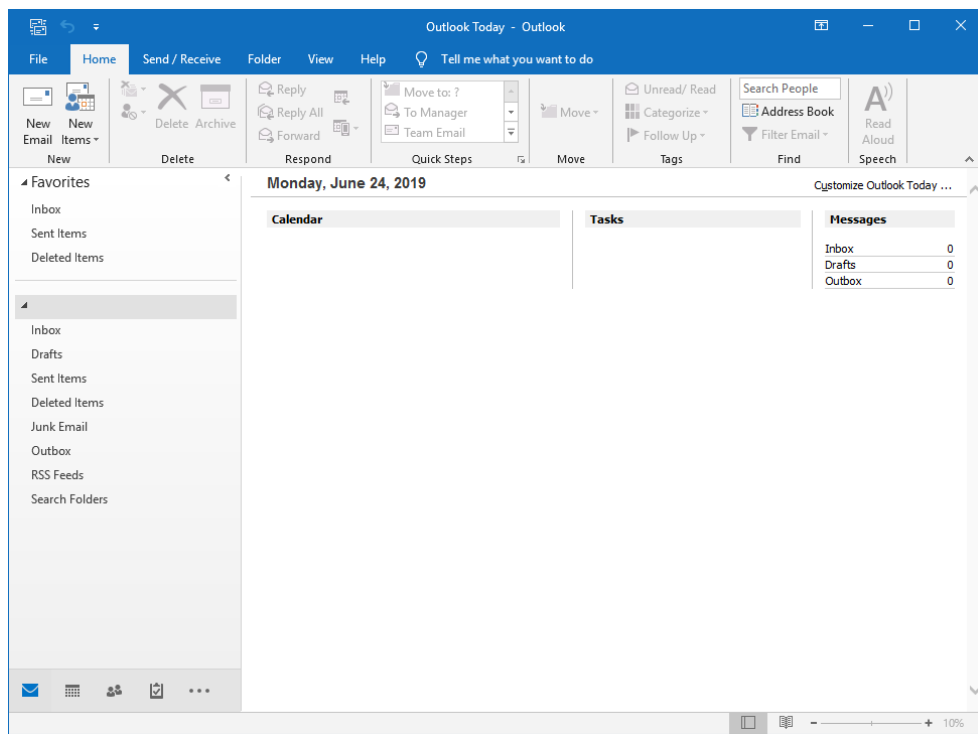 Outlook Today - Outlook
File Home Send / Receive Folder View Help Tell me what you want to do
New Email
New Items
New
Delete Archive
Delete
Reply
Reply All
Forward
Respond
Move to: ?
To Manager
Team Email
Quick Steps
Move
Move
Unread/ Read
Categorize
Follow Up
Tags
Search People
Address Book
Filter Email
Find
Read Aloud
Speech
Favorites
Inbox
Sent Items
Deleted Items
Inbox
Drafts
Sent Items
Deleted Items
Junk Email
Outbox
RSS Feeds
Search Folders
Monday, June 24, 2019
Customize Outlook Today ...
Calendar
Tasks
Messages
Inbox 0
Drafts 0
Outbox 0
10%